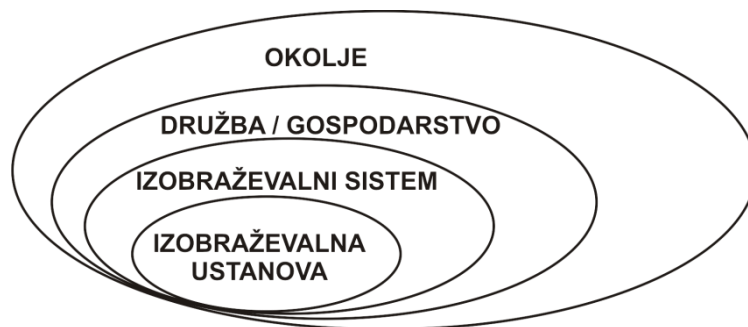 OKOLJE
DRUŽBA / GOSPODARSTVO
IZOBRAŽEVALNI SISTEM
IZOBRAŽEVALNA
USTANOVA